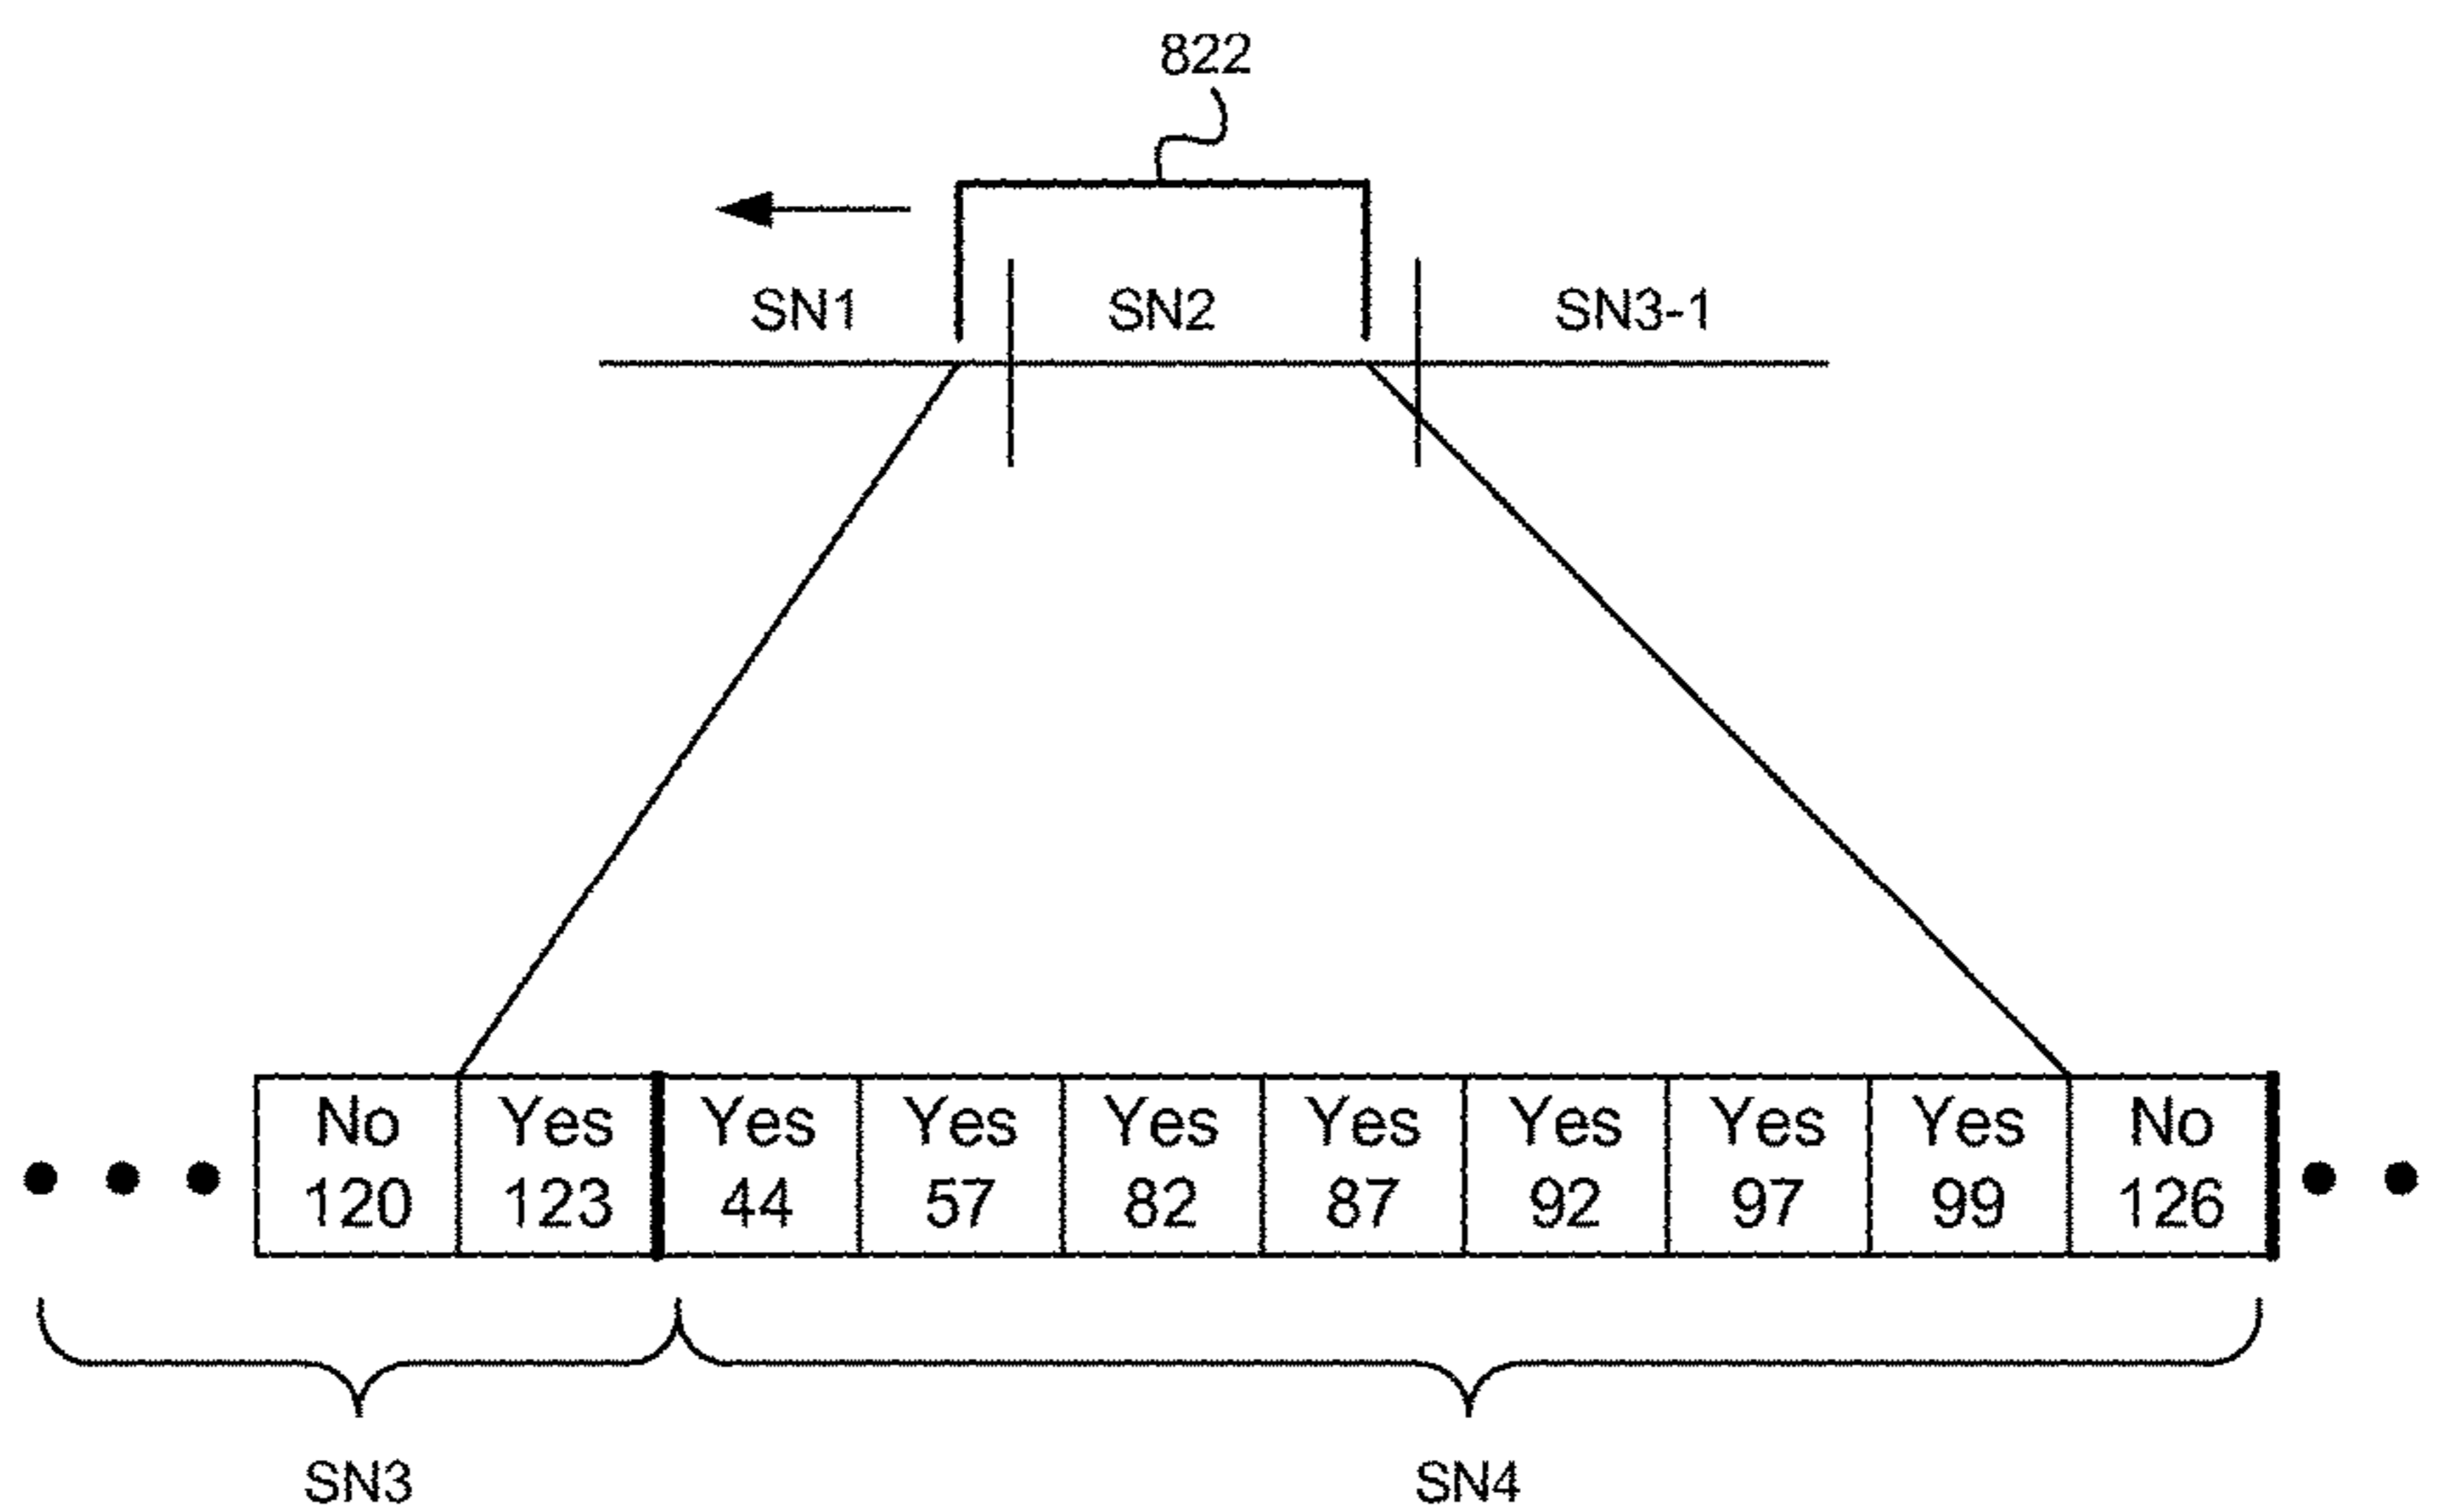 822
SN1 SN2 SN3-1
No Yes Yes Yes Yes Yes Yes Yes Yes No
120 123 44 57 82 87 92 97 99 126
SN3 SN4